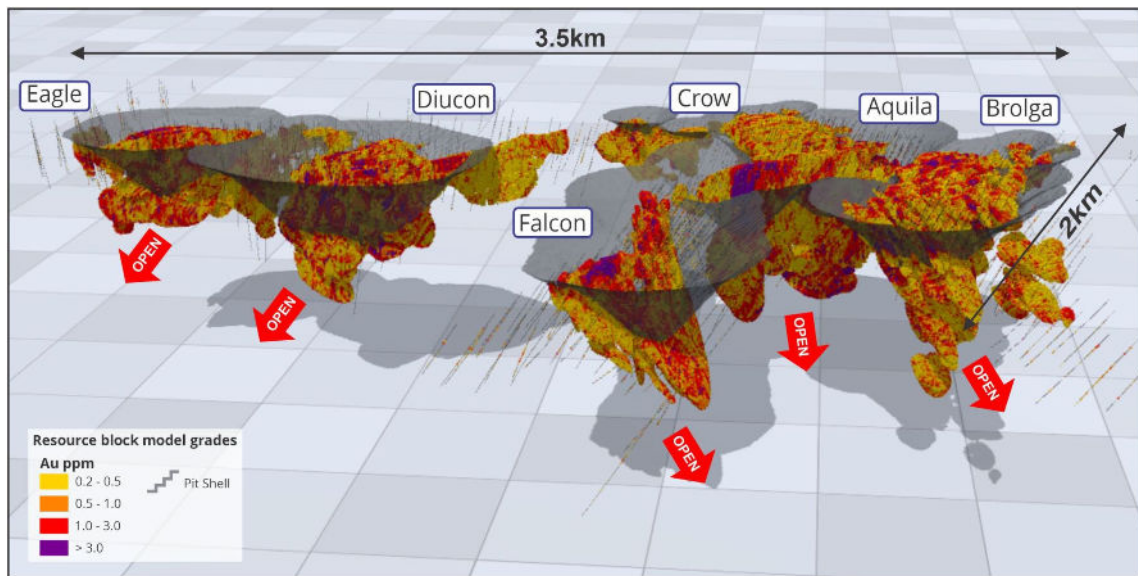 3.5km
Eagle
Diucon
Crow
Aquila
Brolga
2km
Falcon
OPEN
OPEN
OPEN
OPEN
OPEN
Resource block model grades
Au ppm
0.2 - 0.5
Pit Shell
0.5 - 1.0
1.0 - 3.0
> 3.0